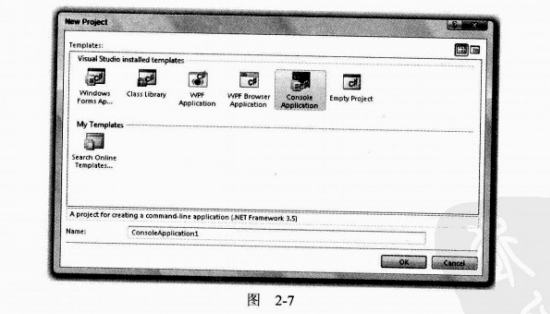 New Project
Templates:
Visual Studio installed templates
Windows Forms Ap...
Class Library
WPF Application
WPF Browser Application
Console Application
Empty Project
My Templates
Search Online Templates...
A project for creating a command-line application (.NET Framework 3.5)
Name:
ConsoleApplication1
OK
Cancel
图 2-7